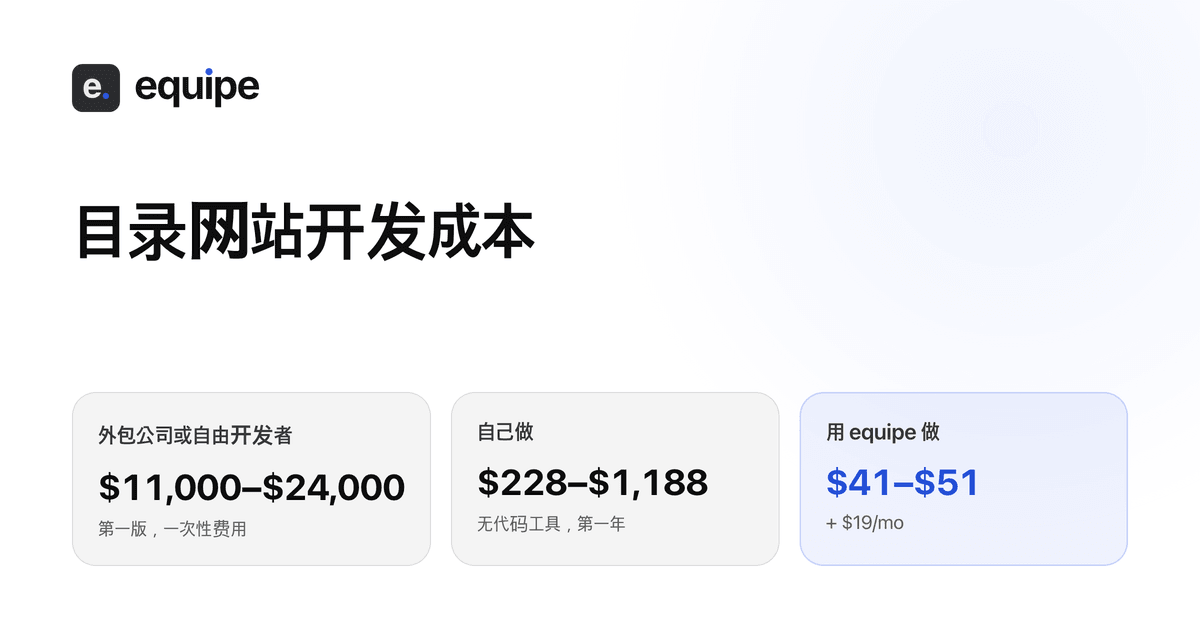 e.
equipe
目录网站开发成本
外包公司或自由开发者
$11,000–$24,000
第一版，一次性费用
自己做
$228–$1,188
无代码工具，第一年
用 equipe 做
$41–$51
+ $19/mo